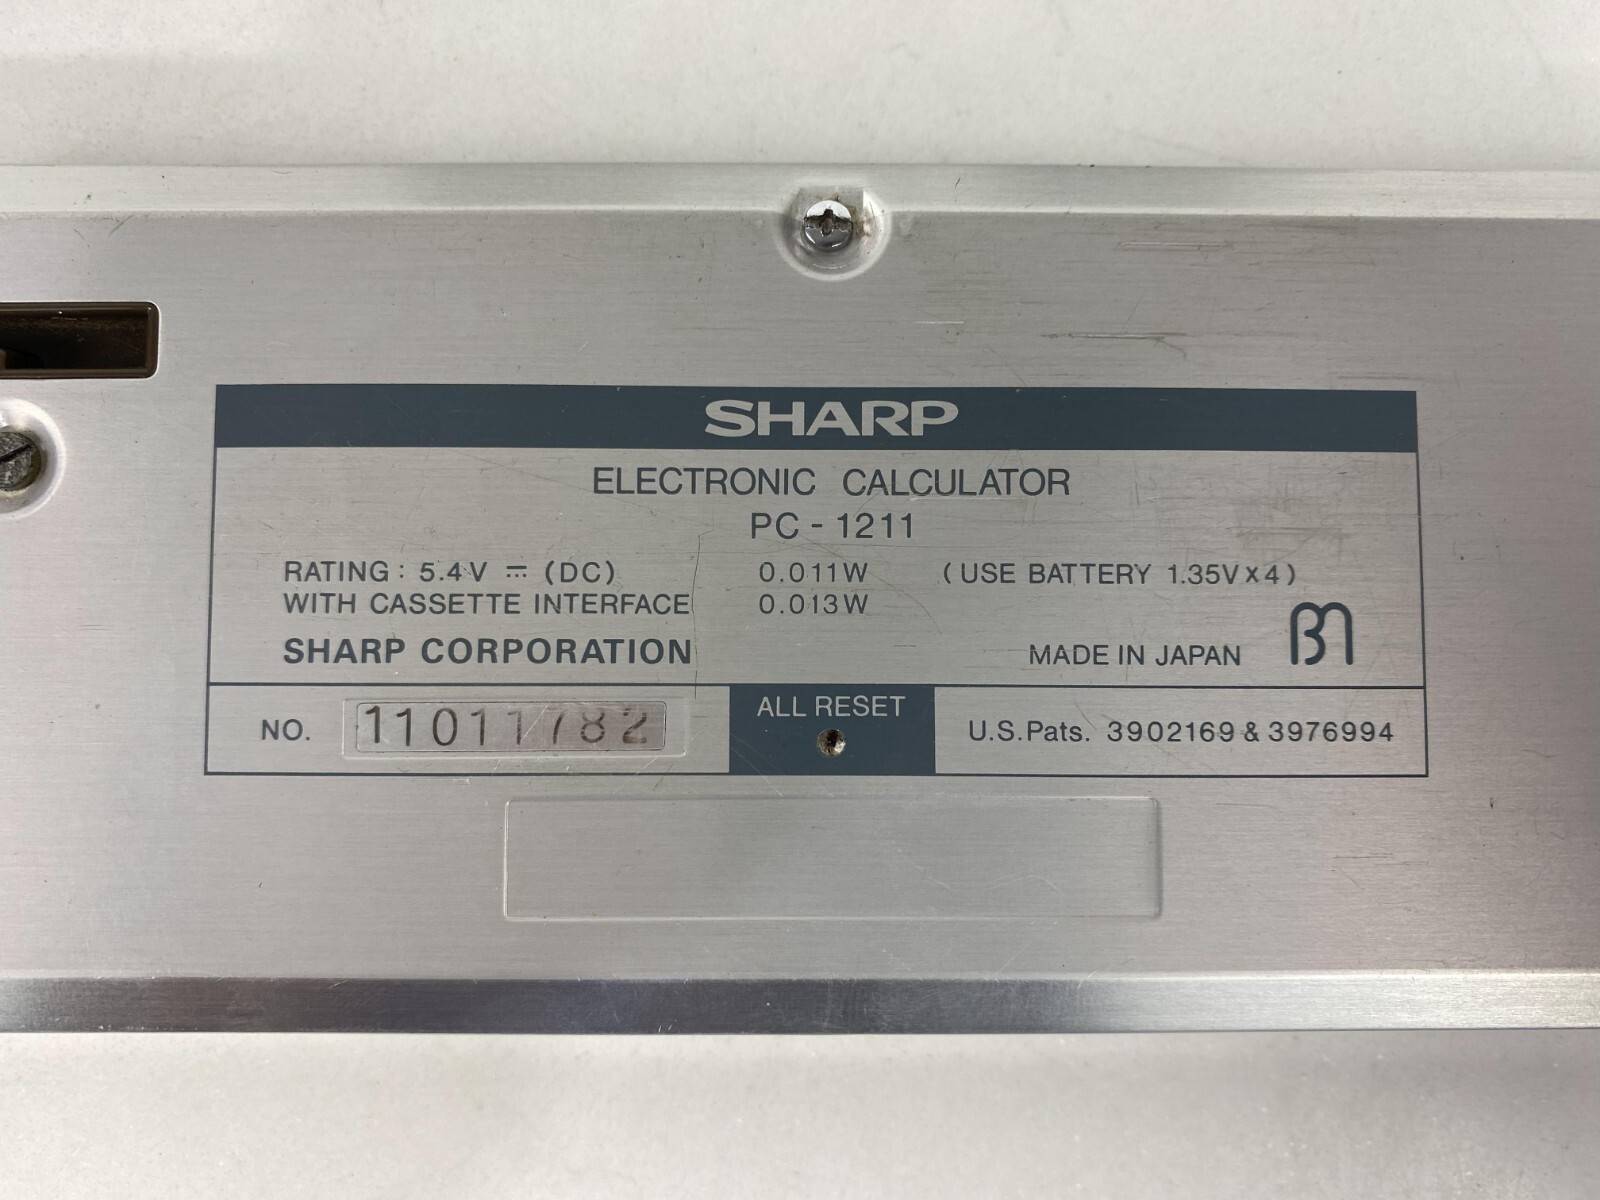 SHARP
ELECTRONIC CALCULATOR
PC-1211
RATING: 5.4V ⎓ (DC) 0.011W (USE BATTERY 1.35V×4)
WITH CASSETTE INTERFACE 0.013W
SHARP CORPORATION MADE IN JAPAN
NO. 11011782 ALL RESET U.S.Pats. 3902169 & 3976994